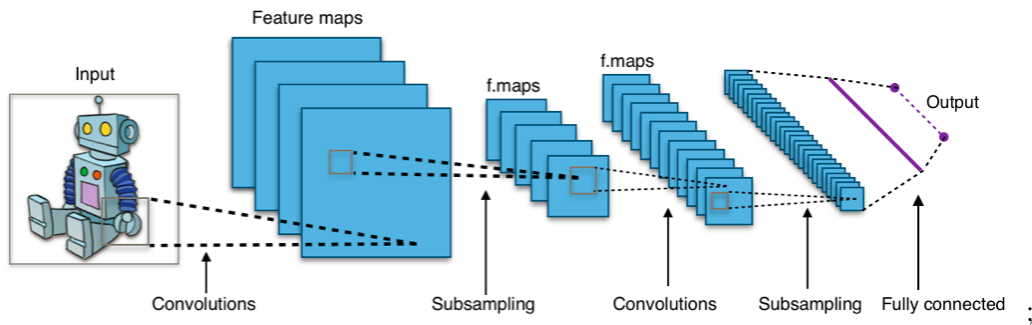 Feature maps
Input
f.maps
f.maps
Output
Convolutions
Subsampling
Convolutions
Subsampling
Fully connected
;